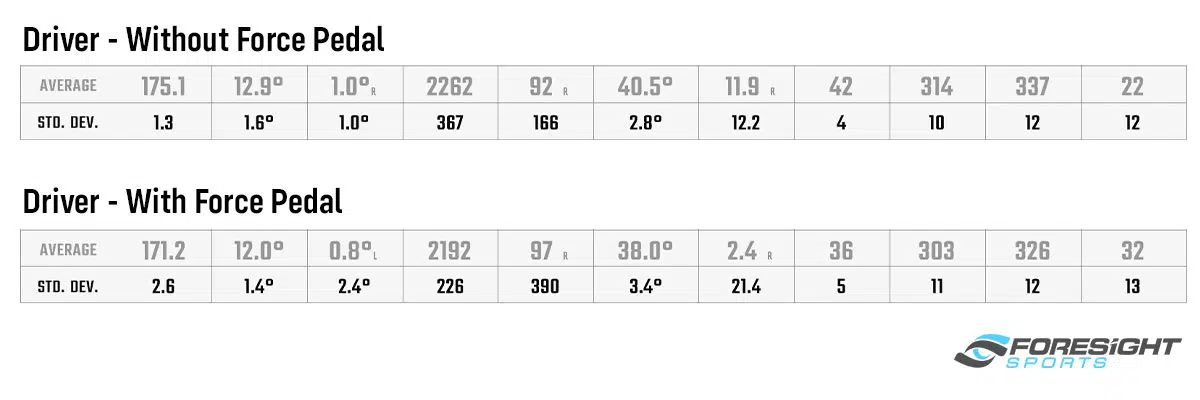 Driver - Without Force Pedal
AVERAGE 175.1 12.9° 1.0° R 2262 92 R 40.5° 11.9 R 42 314 337 22
STD. DEV. 1.3 1.6° 1.0° 367 166 2.8° 12.2 4 10 12 12
Driver - With Force Pedal
AVERAGE 171.2 12.0° 0.8° L 2192 97 R 38.0° 2.4 R 36 303 326 32
STD. DEV. 2.6 1.4° 2.4° 226 390 3.4° 21.4 5 11 12 13
FORESiGHT
SPORTS